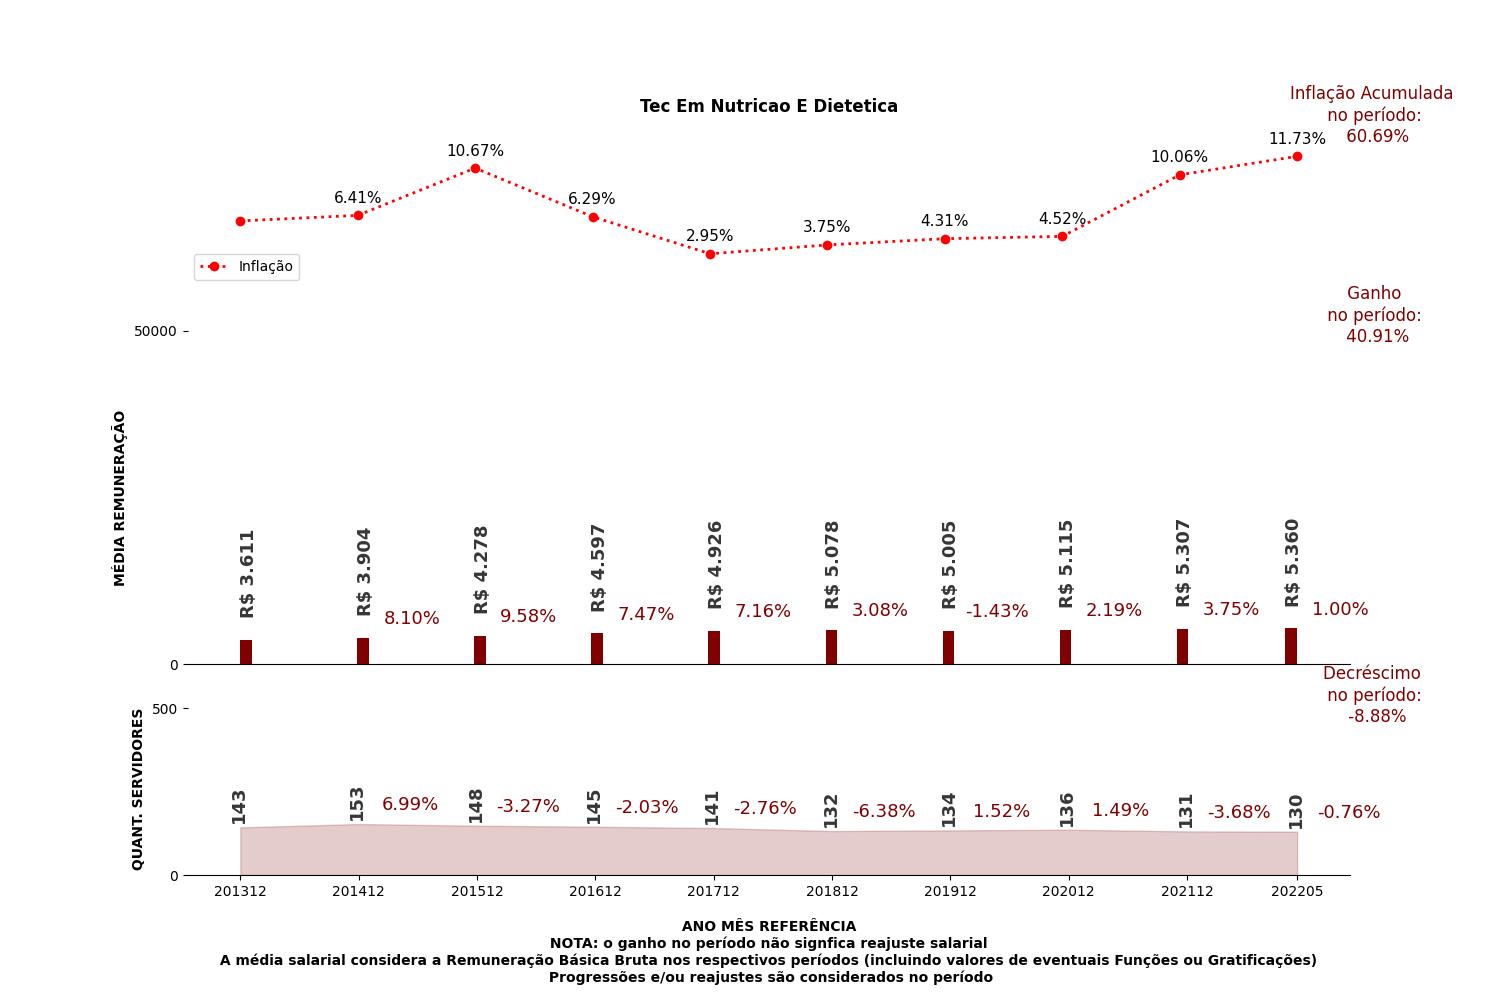 Inflação Acumulada
no período:
60.69%
Tec Em Nutricao E Dietetica
6.41%
10.67%
6.29%
2.95%
3.75%
4.31%
4.52%
10.06%
11.73%
Inflação
Ganho
no período:
40.91%
50000
MÉDIA REMUNERAÇÃO
R$ 3.611
R$ 3.904
R$ 4.278
R$ 4.597
R$ 4.926
R$ 5.078
R$ 5.005
R$ 5.115
R$ 5.307
R$ 5.360
8.10%
9.58%
7.47%
7.16%
3.08%
-1.43%
2.19%
3.75%
1.00%
0
Decréscimo
no período:
-8.88%
500
QUANT. SERVIDORES
143
153
148
145
141
132
134
136
131
130
6.99%
-3.27%
-2.03%
-2.76%
-6.38%
1.52%
1.49%
-3.68%
-0.76%
0
201312
201412
201512
201612
201712
201812
201912
202012
202112
202205
ANO MÊS REFERÊNCIA
NOTA: o ganho no período não signfica reajuste salarial
A média salarial considera a Remuneração Básica Bruta nos respectivos períodos (incluindo valores de eventuais Funções ou Gratificações)
Progressões e/ou reajustes são considerados no período